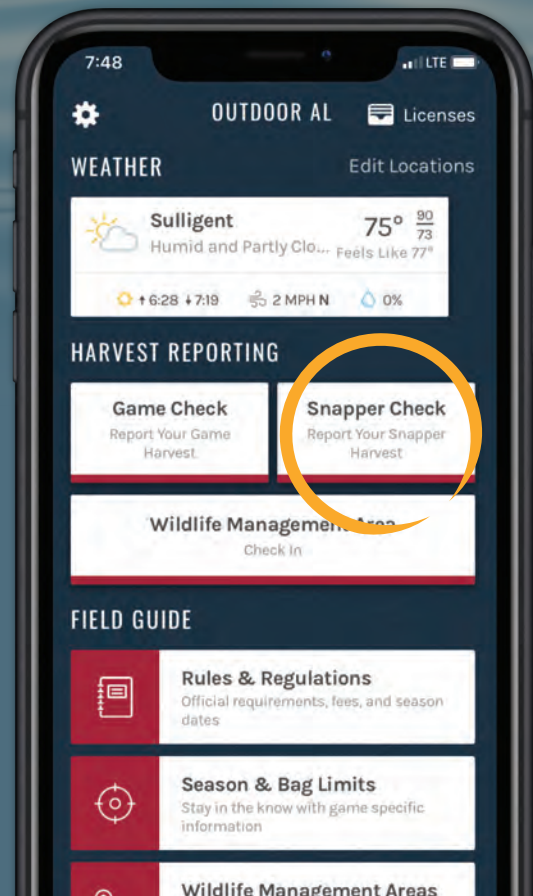 7:48 LTE
OUTDOOR AL Licenses
WEATHER Edit Locations
Sulligent 75° 90
Humid and Partly Clo... Feels Like 77° 73
↑ 6:28 ↓ 7:19 2 MPH N 0%
HARVEST REPORTING
Game Check
Report Your Game
Harvest
Snapper Check
Report Your Snapper
Harvest
Wildlife Management Area
Check In
FIELD GUIDE
Rules & Regulations
Official requirements, fees, and season
dates
Season & Bag Limits
Stay in the know with game specific
information
Wildlife Management Areas